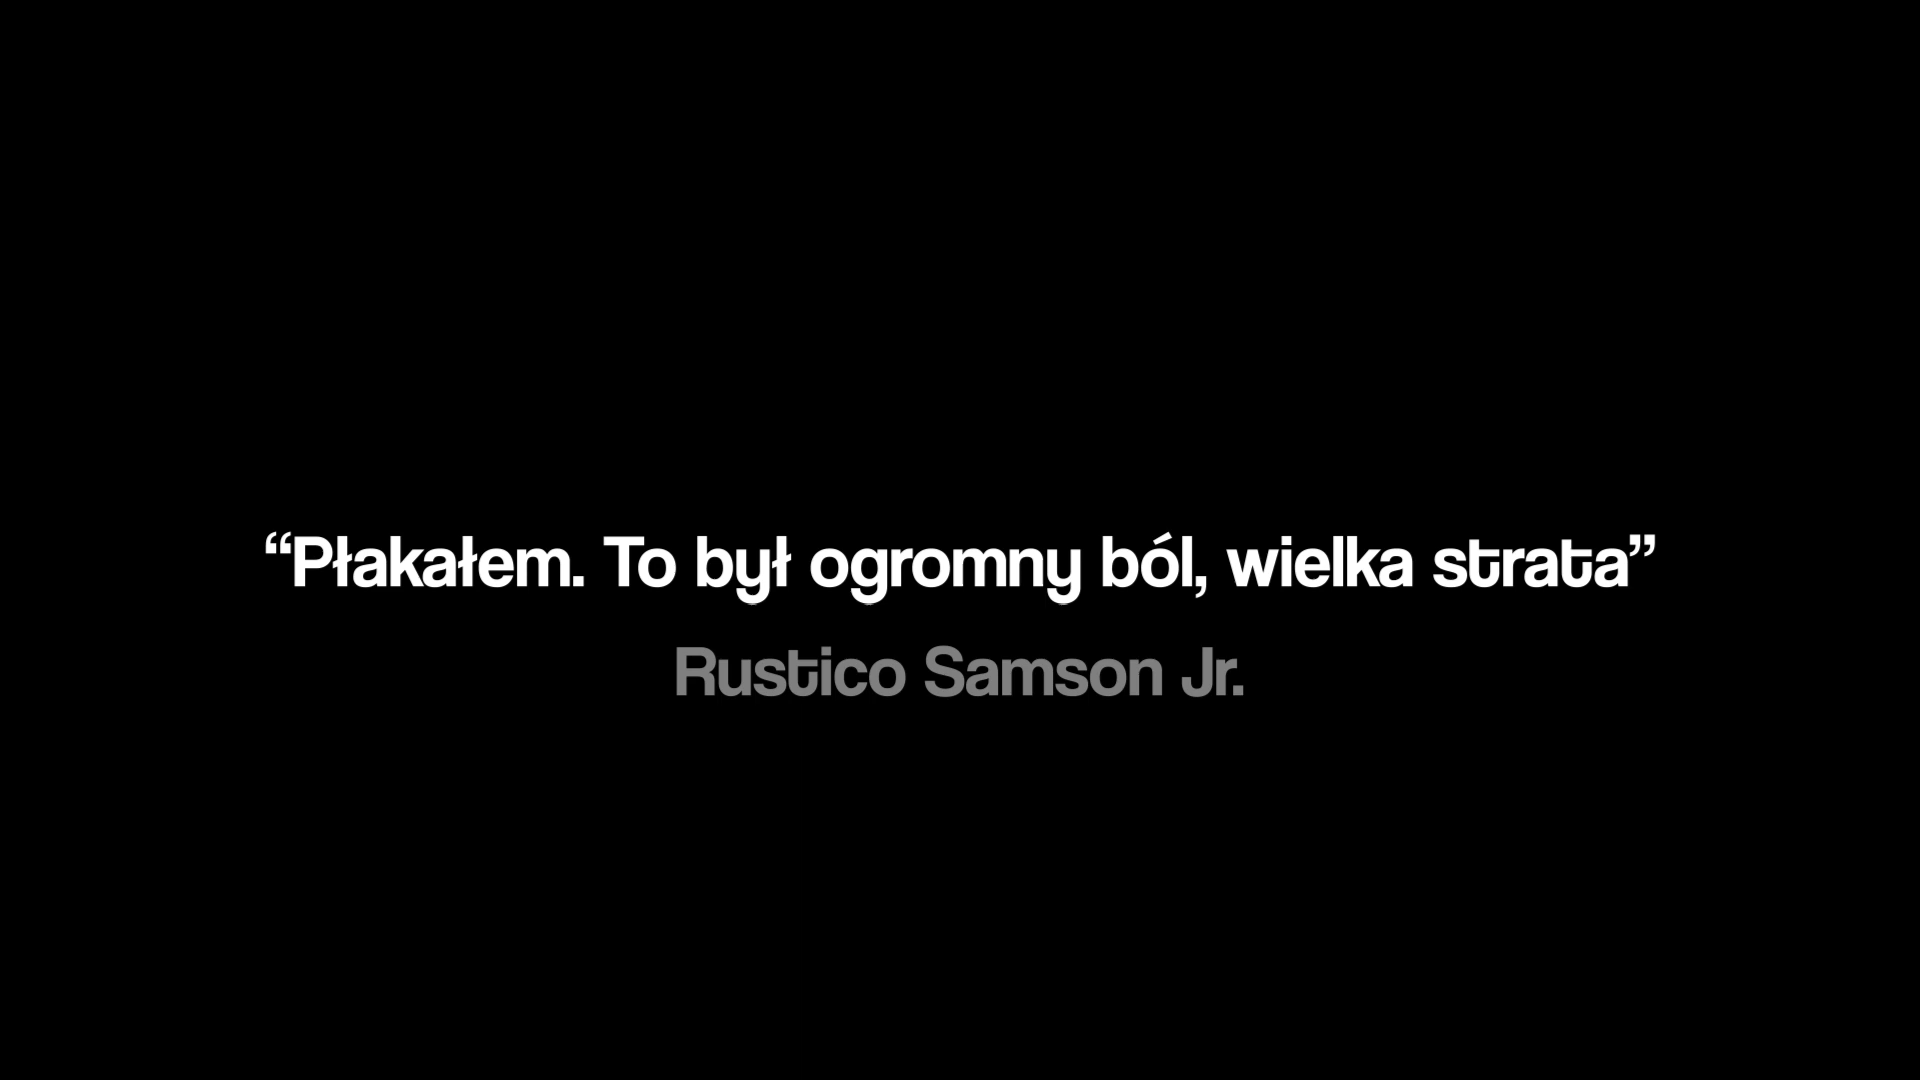 “Płakałem. To był ogromny ból, wielka strata”
Rustico Samson Jr.